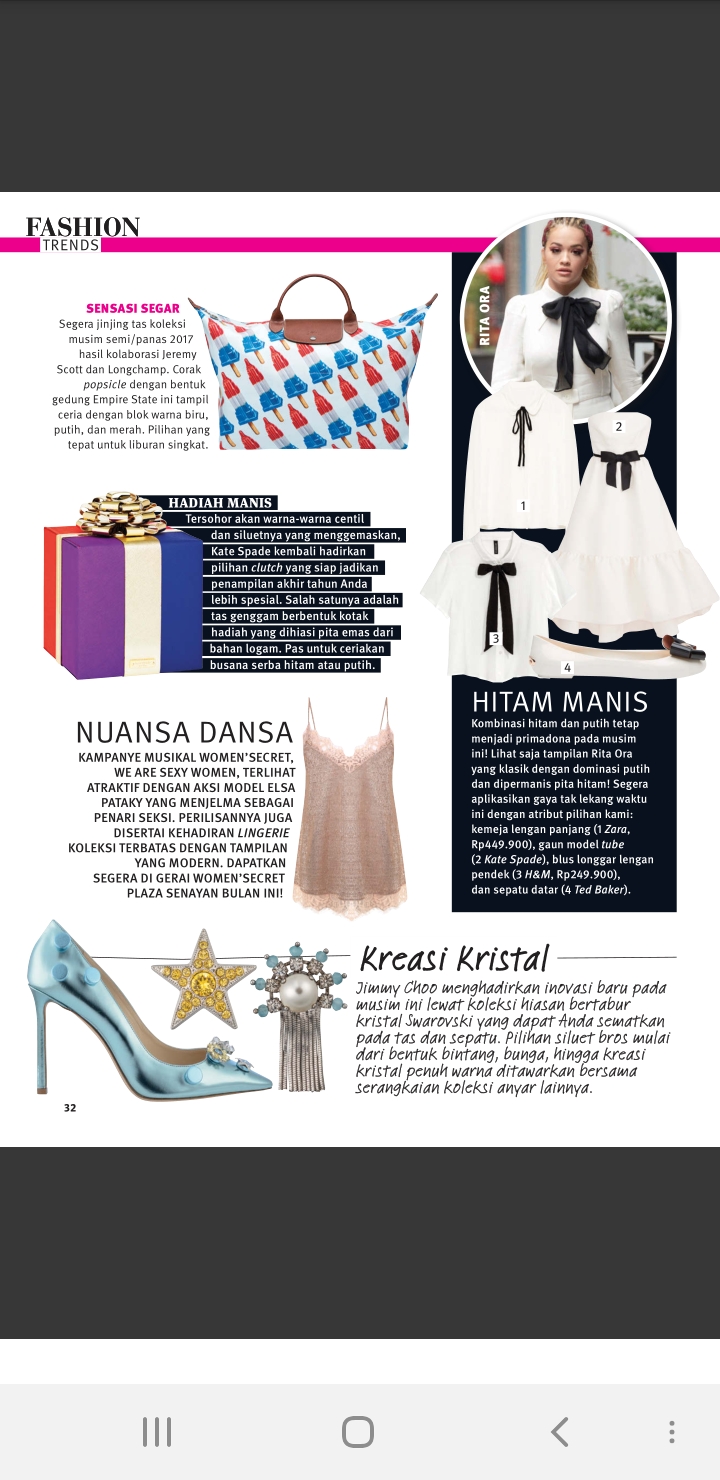 FASHION
TRENDS
SENSASI SEGAR
Segera jinjing tas koleksi
musim semi/panas 2017
hasil kolaborasi Jeremy
Scott dan Longchamp. Corak
popsicle dengan bentuk
gedung Empire State ini tampil
ceria dengan blok warna biru,
putih, dan merah. Pilihan yang
tepat untuk liburan singkat.
RITA ORA
1
2
3
4
HADIAH MANIS
Tersohor akan warna-warna centil
dan siluetnya yang menggemaskan,
Kate Spade kembali hadirkan
pilihan clutch yang siap jadikan
penampilan akhir tahun Anda
lebih spesial. Salah satunya adalah
tas genggam berbentuk kotak
hadiah yang dihiasi pita emas dari
bahan logam. Pas untuk ceriakan
busana serba hitam atau putih.
HITAM MANIS
Kombinasi hitam dan putih tetap
menjadi primadona pada musim
ini! Lihat saja tampilan Rita Ora
yang klasik dengan dominasi putih
dan dipermanis pita hitam! Segera
aplikasikan gaya tak lekang waktu
ini dengan atribut pilihan kami:
kemeja lengan panjang (1 Zara,
Rp449.900), gaun model tube
(2 Kate Spade), blus longgar lengan
pendek (3 H&M, Rp249.900),
dan sepatu datar (4 Ted Baker).
NUANSA DANSA
KAMPANYE MUSIKAL WOMEN'SECRET,
WE ARE SEXY WOMEN, TERLIHAT
ATRAKTIF DENGAN AKSI MODEL ELSA
PATAKY YANG MENJELMA SEBAGAI
PENARI SEKSI. PERILISANNYA JUGA
DISERTAI KEHADIRAN LINGERIE
KOLEKSI TERBATAS DENGAN TAMPILAN
YANG MODERN. DAPATKAN
SEGERA DI GERAI WOMEN'SECRET
PLAZA SENAYAN BULAN INI!
Kreasi Kristal
Jimmy Choo menghadirkan inovasi baru pada
musim ini lewat koleksi hiasan bertabur
kristal Swarovski yang dapat Anda sematkan
pada tas dan sepatu. Pilihan siluet bros mulai
dari bentuk bintang, bunga, hingga kreasi
kristal penuh warna ditawarkan bersama
serangkaian koleksi anyar lainnya.
32